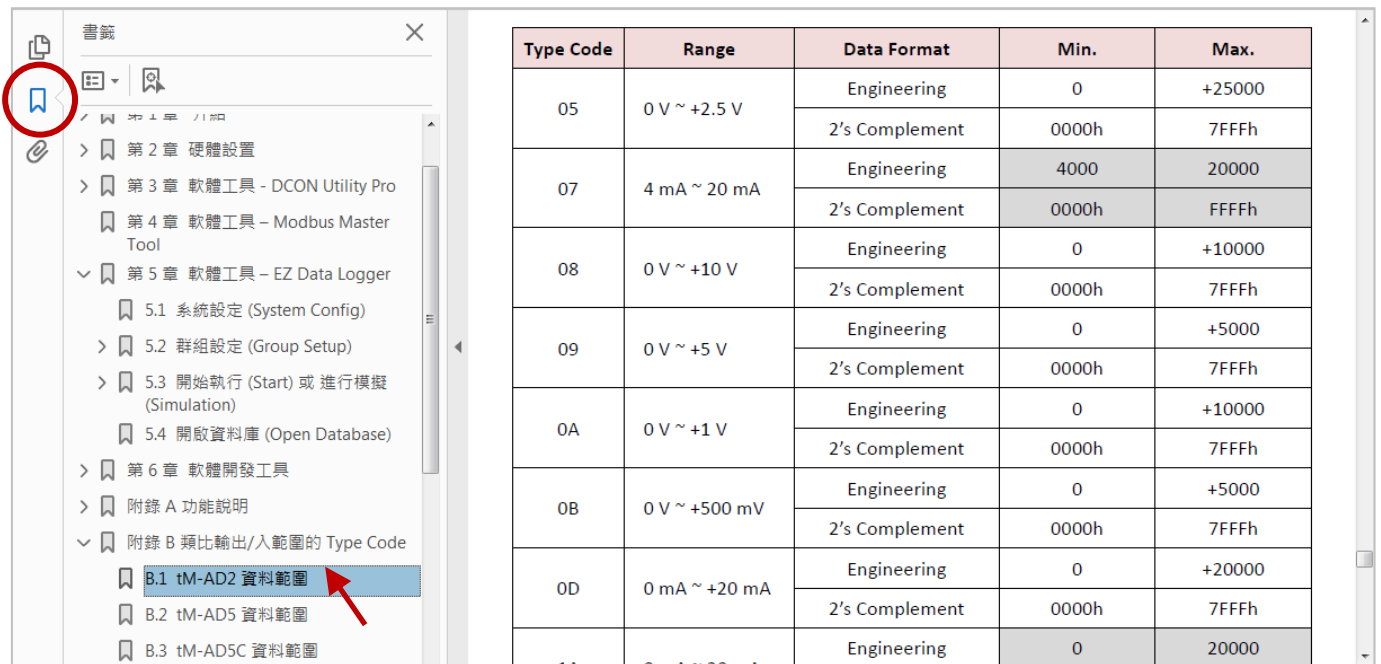 書籤
第 2 章 硬體設置
第 3 章 軟體工具 - DCON Utility Pro
第 4 章 軟體工具 – Modbus Master
Tool
第 5 章 軟體工具 – EZ Data Logger
5.1 系統設定 (System Config)
5.2 群組設定 (Group Setup)
5.3 開始執行 (Start) 或 進行模擬
(Simulation)
5.4 開啟資料庫 (Open Database)
第 6 章 軟體開發工具
附錄 A 功能說明
附錄 B 類比輸出/入範圍的 Type Code
B.1 tM-AD2 資料範圍
B.2 tM-AD5 資料範圍
B.3 tM-AD5C 資料範圍
Type Code Range Data Format Min. Max.
05 0 V ~ +2.5 V Engineering 0 +25000
2's Complement 0000h 7FFFh
07 4 mA ~ 20 mA Engineering 4000 20000
2's Complement 0000h FFFFh
08 0 V ~ +10 V Engineering 0 +10000
2's Complement 0000h 7FFFh
09 0 V ~ +5 V Engineering 0 +5000
2's Complement 0000h 7FFFh
0A 0 V ~ +1 V Engineering 0 +10000
2's Complement 0000h 7FFFh
0B 0 V ~ +500 mV Engineering 0 +5000
2's Complement 0000h 7FFFh
0D 0 mA ~ +20 mA Engineering 0 +20000
2's Complement 0000h 7FFFh
Engineering 0 20000